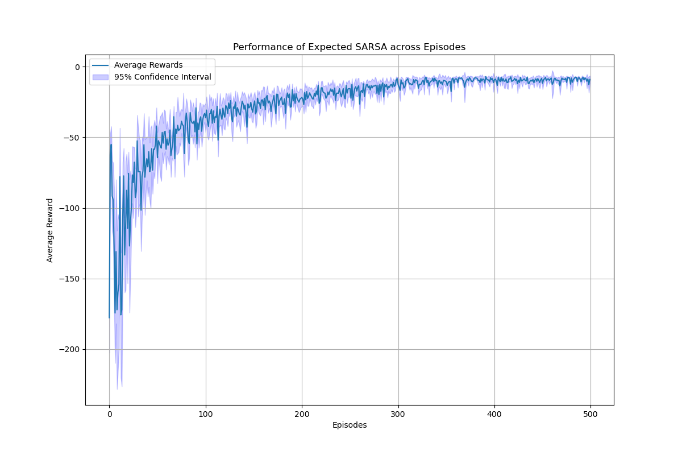 Performance of Expected SARSA across Episodes
Average Rewards
95% Confidence Interval
0
−50
−100
−150
−200
Average Reward
0 100 200 300 400 500
Episodes